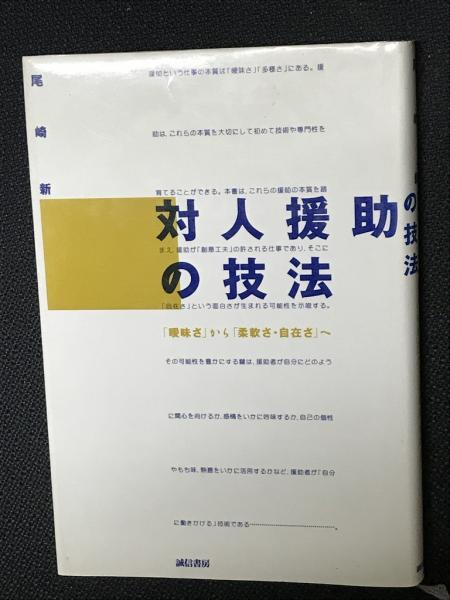 尾崎新
援助という仕事の本質は「曖昧さ」「多様さ」にある。援
助は、これらの本質を大切にして初めて技術や専門性を
育てることができる。本書は、これらの援助の本質を踏
対人援助
まえ、援助が「創意工夫」の許される仕事であり、そこに
の技法
「自在さ」という面白さが生まれる可能性を示唆する。
「曖昧さ」から「柔軟さ・自在さ」へ
その可能性を豊かにする鍵は、援助者が自分にどのよう
に関心を向けるか、感情をいかに吟味するか、自己の個性
やもち味、熱意をいかに活用するかなど、援助者が「自分
に働きかける」技術である…………………。
誠信書房
の技法